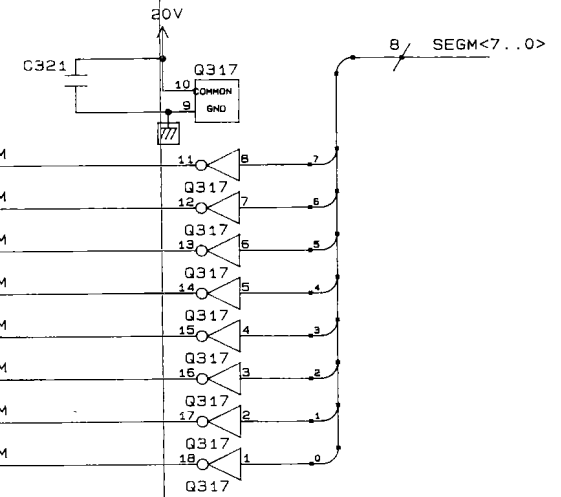 20V
8 SEGM<7..0>
C321
Q317
10 COMMON
9 GND
M 11 8 7
Q317
M 12 7 6
Q317
M 13 6 5
Q317
M 14 5 4
Q317
M 15 4 3
Q317
M 16 3 2
Q317
M 17 2 1
Q317
M 18 1 0
Q317